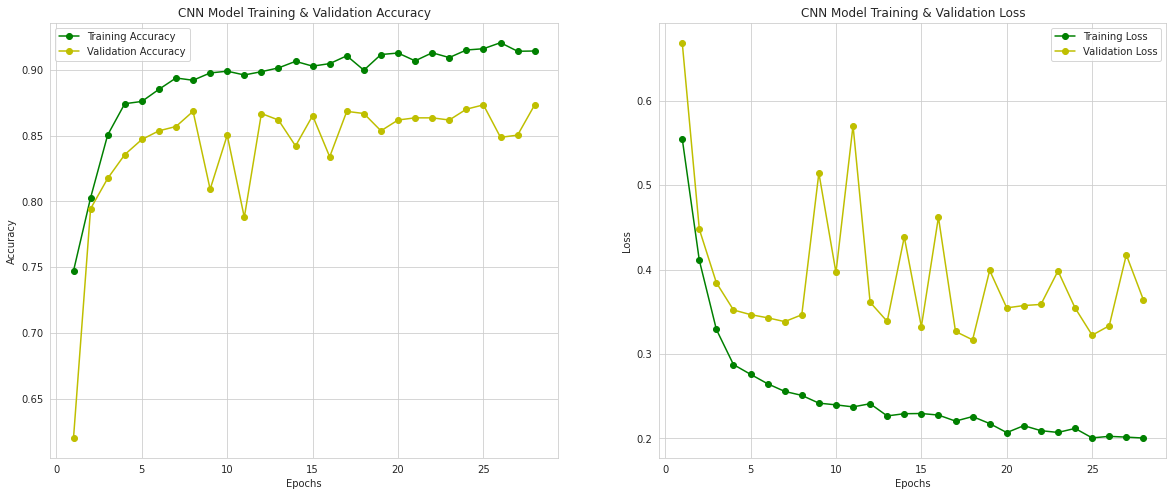 CNN Model Training & Validation Accuracy
Training Accuracy
Validation Accuracy
0.90
0.85
0.80
0.75
0.70
0.65
Accuracy
0
5
10
15
20
25
Epochs
CNN Model Training & Validation Loss
Training Loss
Validation Loss
0.6
0.5
0.4
0.3
0.2
Loss
0
5
10
15
20
25
Epochs